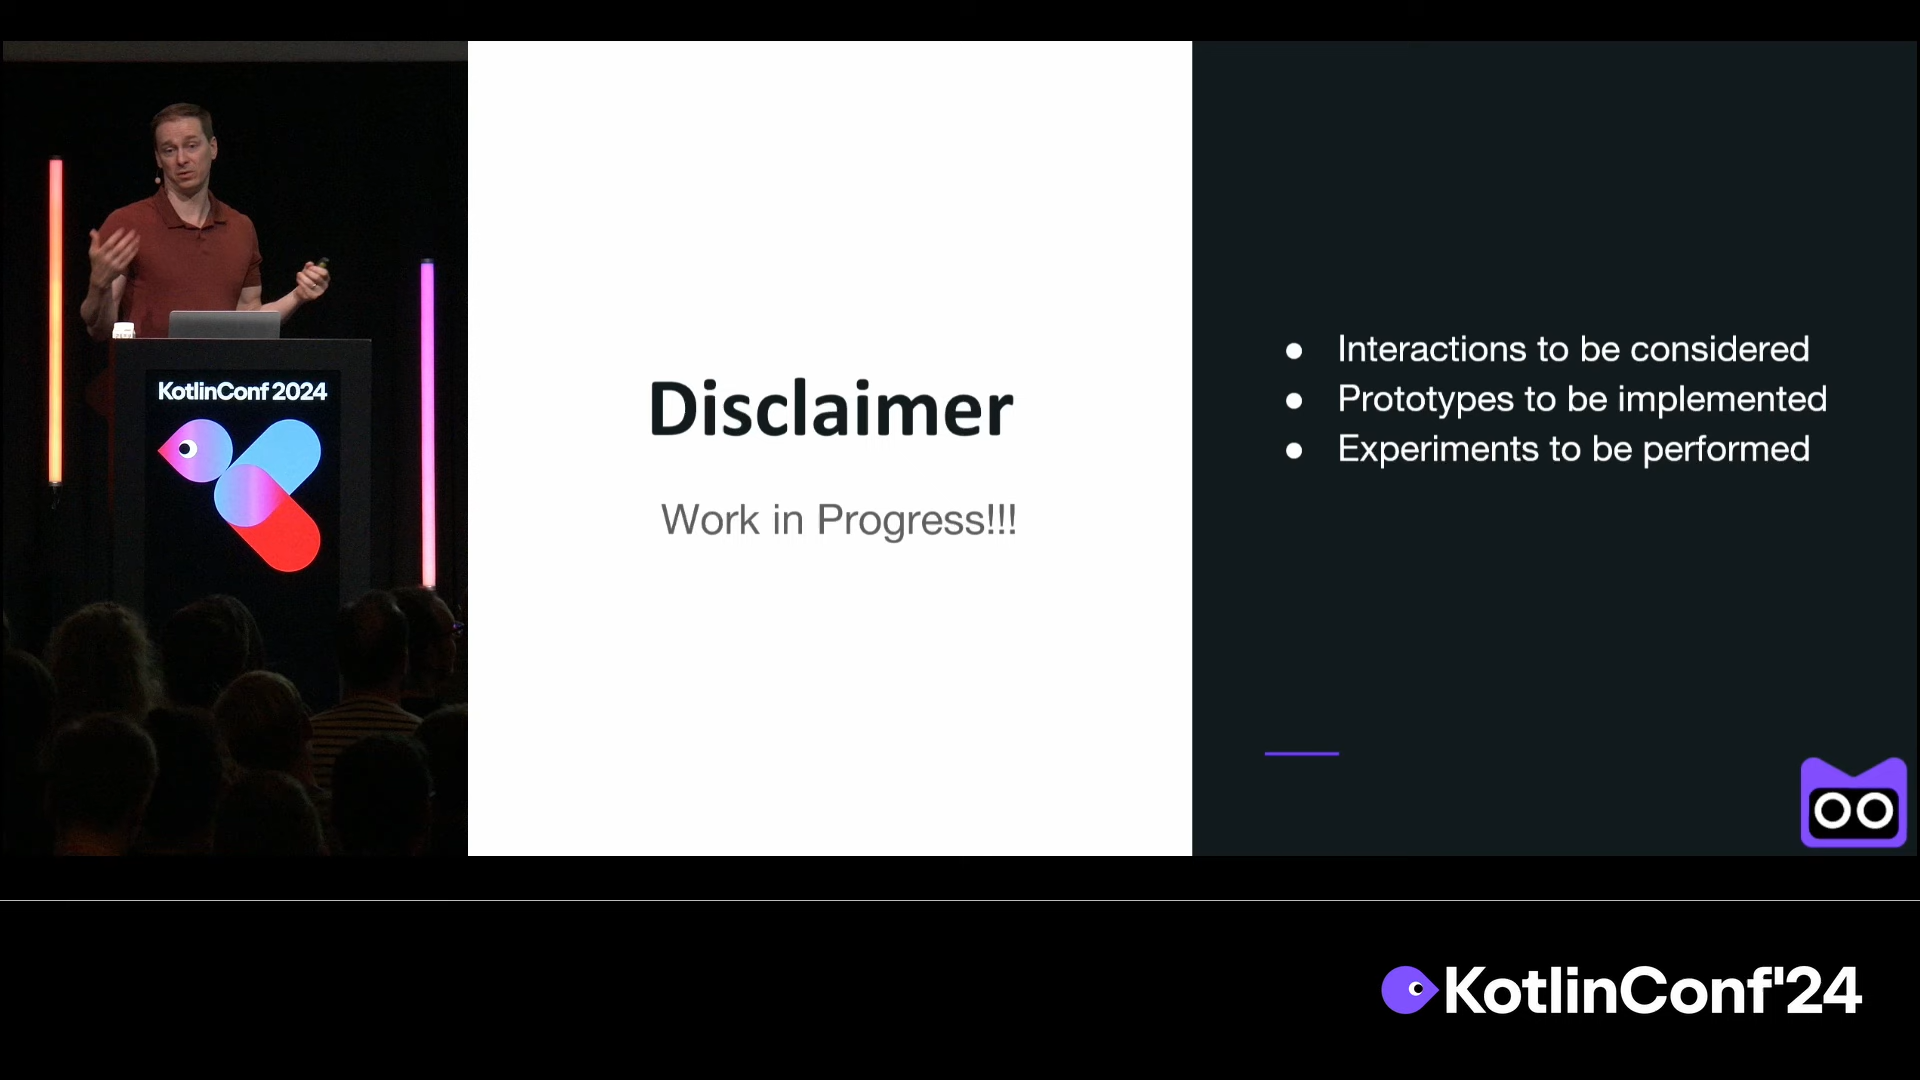 KotlinConf 2024
Disclaimer
Work in Progress!!!
● Interactions to be considered
● Prototypes to be implemented
● Experiments to be performed
KotlinConf'24